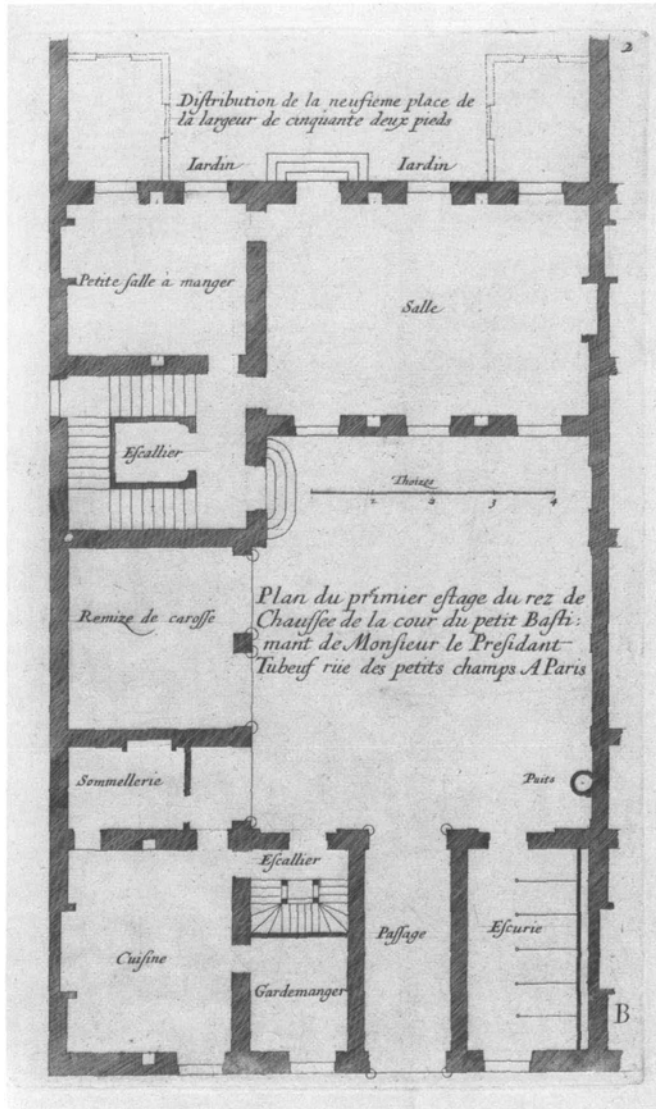 2
Distribution de la neufieme place de
la largeur de cinquante deux pieds
Iardin
Iardin
Petite salle à manger
Salle
Escallier
Thoizes
1 2 3 4
Remize de carosse
Plan du primier estage du rez de
Chaussée de la cour du petit Basti:
mant de Monsieur le Presidant
Tubeuf rüe des petits champs A Paris
Sommellerie
Puits
Escallier
Cuisine
Passage
Escurie
Gardemanger
B